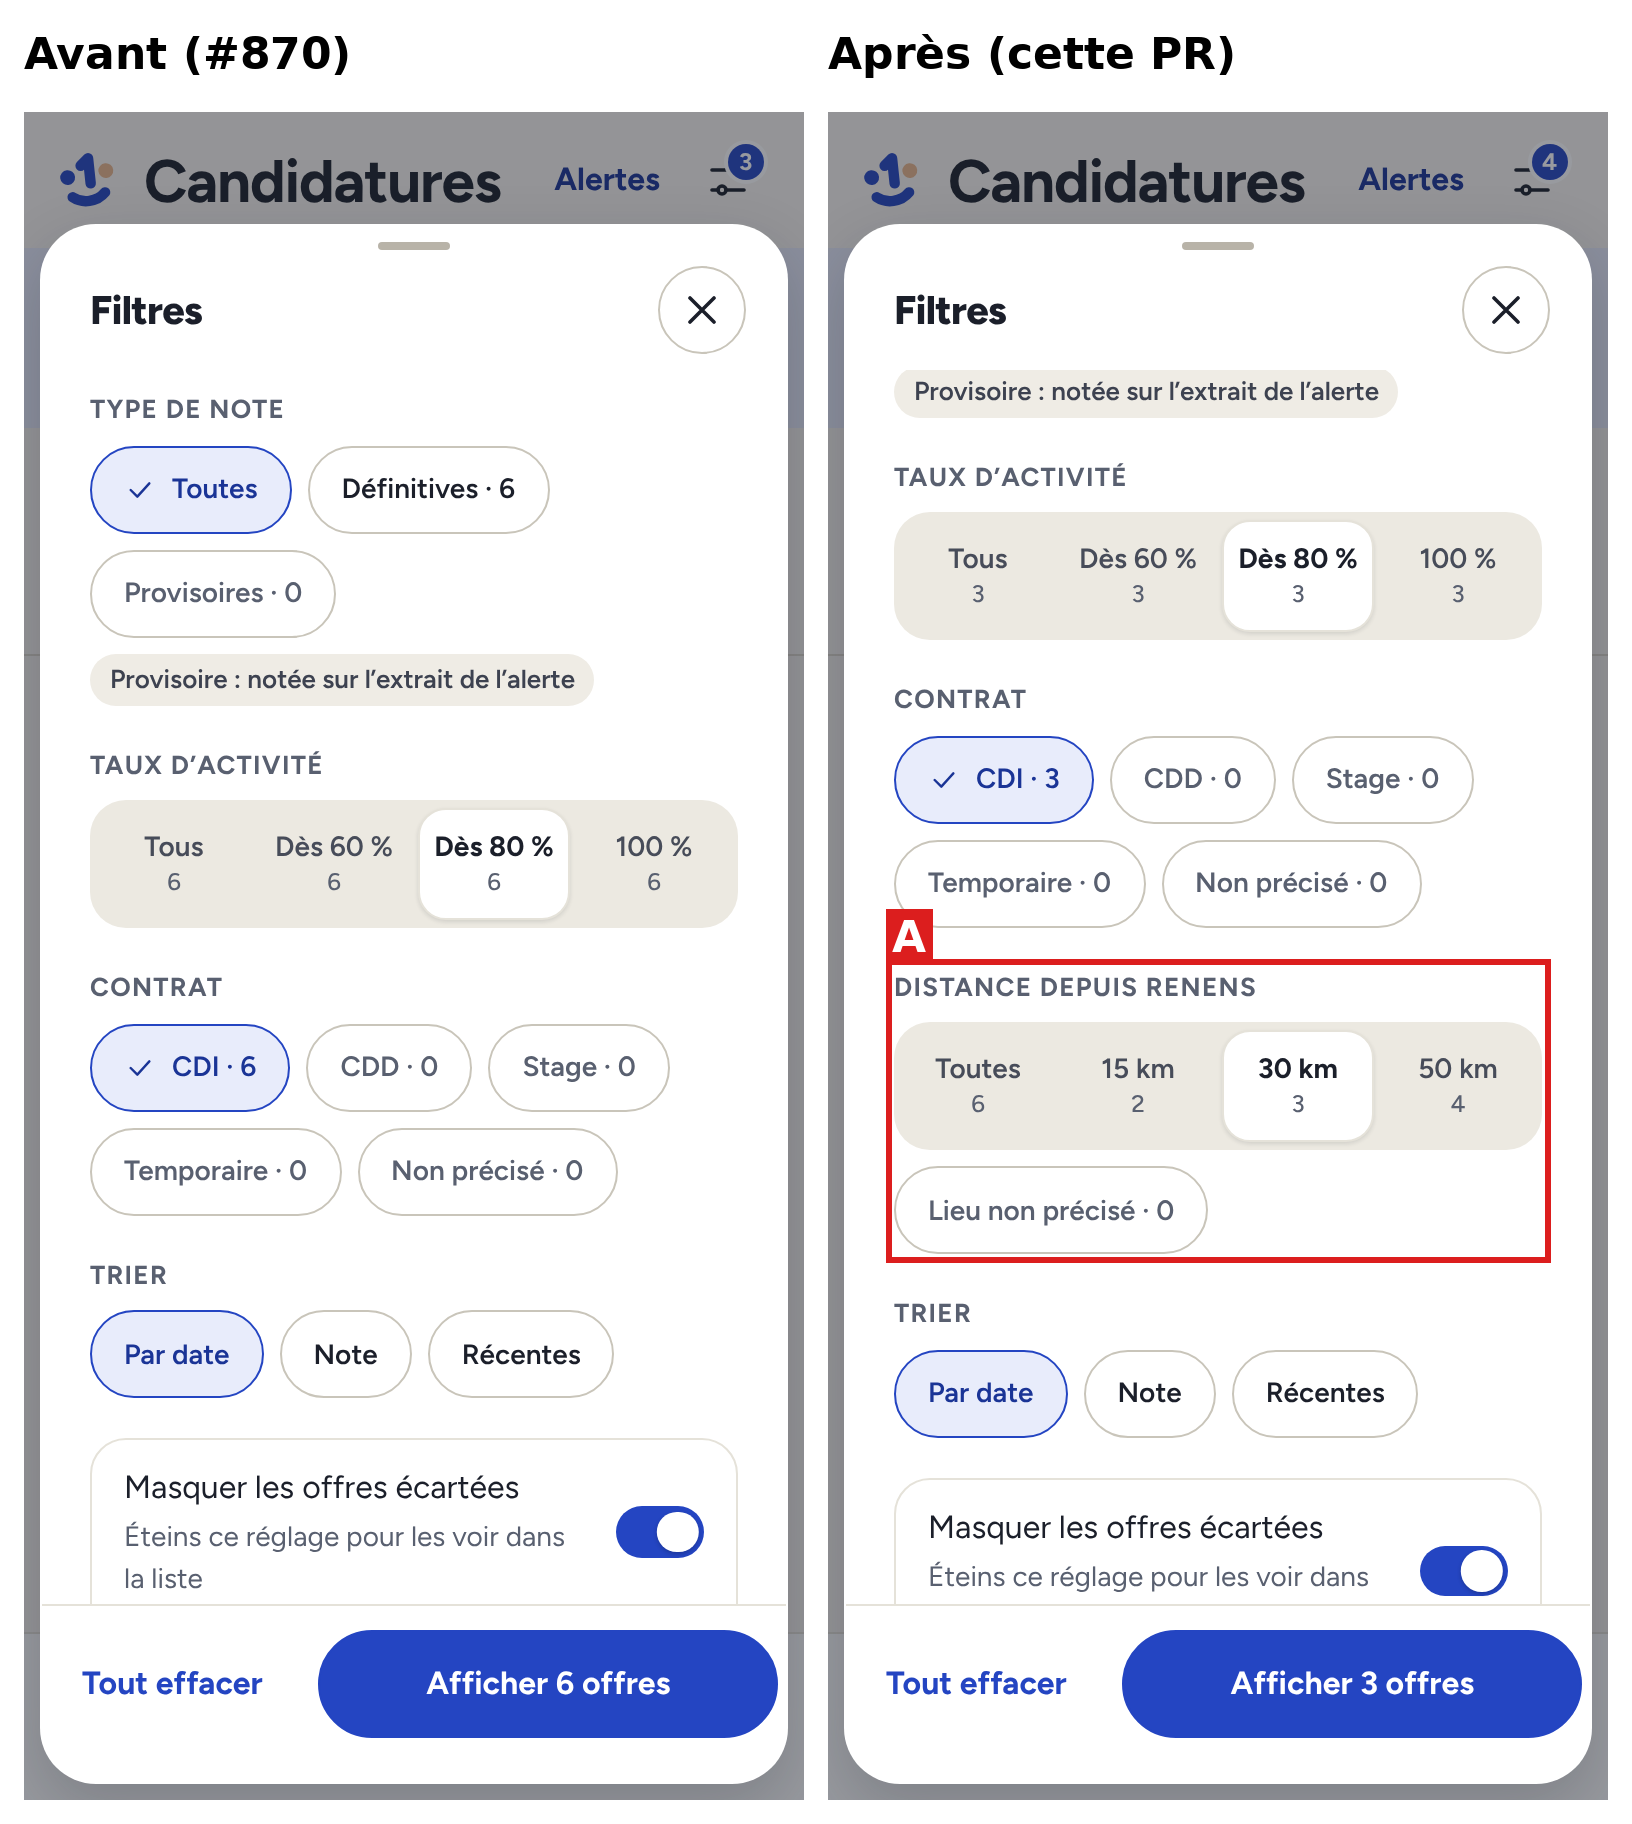 Avant (#870)
Candidatures
Alertes
3
Filtres
TYPE DE NOTE
Toutes
Définitives · 6
Provisoires · 0
Provisoire : notée sur l’extrait de l’alerte
TAUX D’ACTIVITÉ
Tous
6
Dès 60 %
6
Dès 80 %
6
100 %
6
CONTRAT
CDI · 6
CDD · 0
Stage · 0
Temporaire · 0
Non précisé · 0
TRIER
Par date
Note
Récentes
Masquer les offres écartées
Éteins ce réglage pour les voir dans
la liste
Tout effacer
Afficher 6 offres
Après (cette PR)
Candidatures
Alertes
4
Filtres
Provisoire : notée sur l’extrait de l’alerte
TAUX D’ACTIVITÉ
Tous
3
Dès 60 %
3
Dès 80 %
3
100 %
3
CONTRAT
CDI · 3
CDD · 0
Stage · 0
Temporaire · 0
Non précisé · 0
A
DISTANCE DEPUIS RENENS
Toutes
6
15 km
2
30 km
3
50 km
4
Lieu non précisé · 0
TRIER
Par date
Note
Récentes
Masquer les offres écartées
Éteins ce réglage pour les voir dans
Tout effacer
Afficher 3 offres